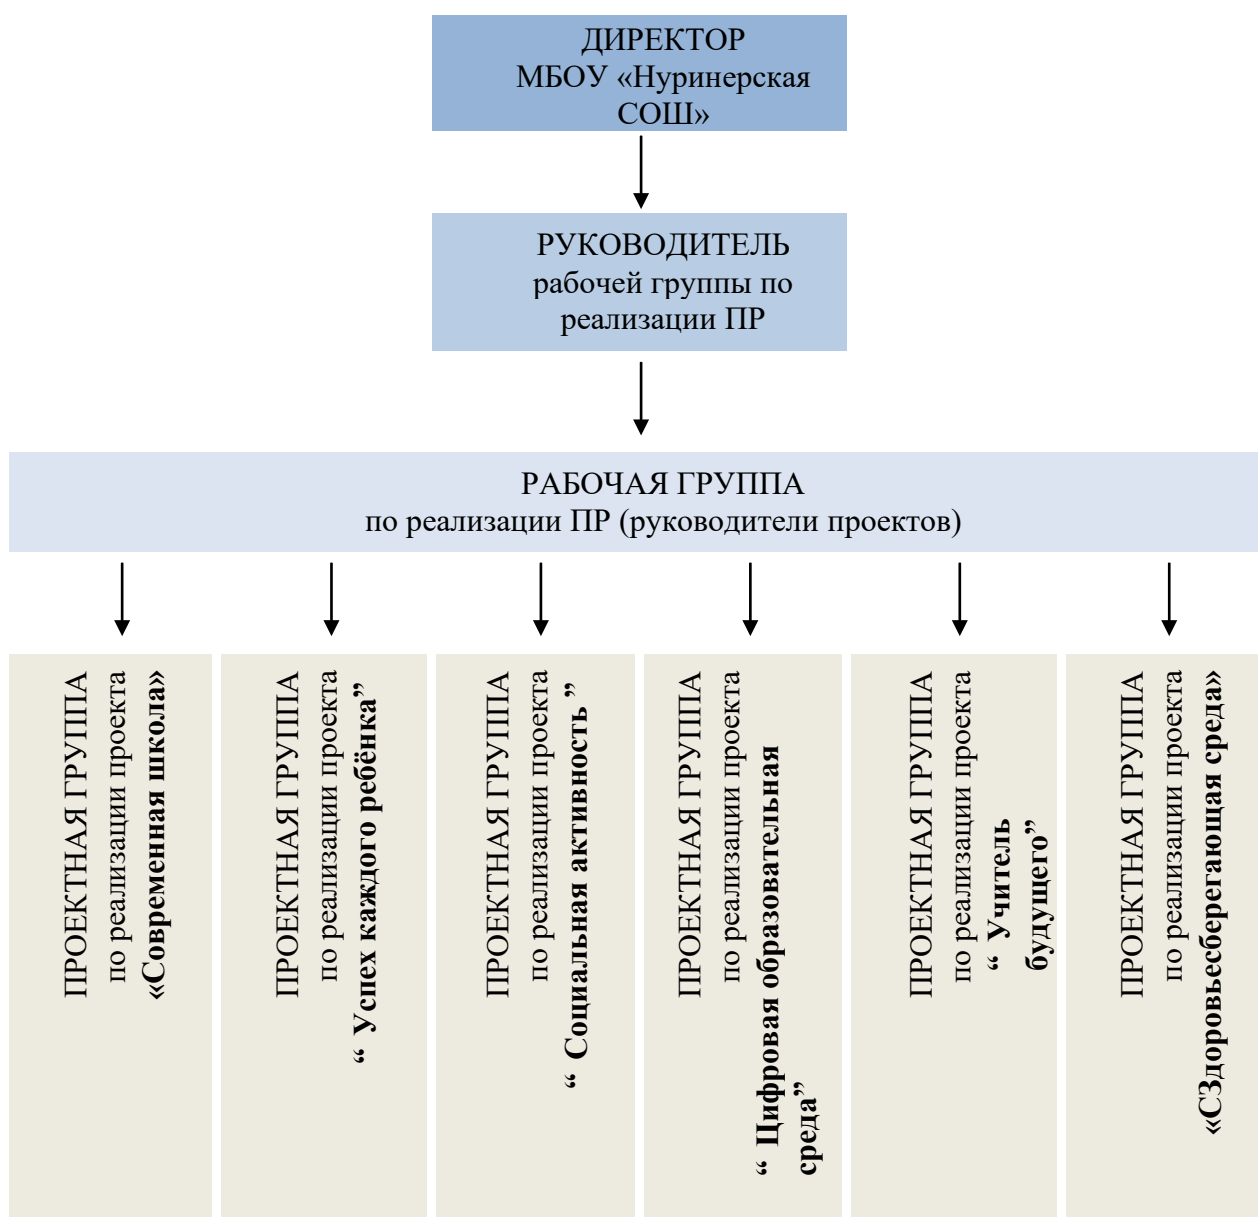 ДИРЕКТОР
МБОУ «Нуринерская
СОШ»
РУКОВОДИТЕЛЬ
рабочей группы по
реализации ПР
РАБОЧАЯ ГРУППА
по реализации ПР (руководители проектов)
ПРОЕКТНАЯ ГРУППА
по реализации проекта
«Современная школа»
ПРОЕКТНАЯ ГРУППА
по реализации проекта
“ Успех каждого ребёнка”
ПРОЕКТНАЯ ГРУППА
по реализации проекта
“ Социальная активность ”
ПРОЕКТНАЯ ГРУППА
по реализации проекта
“ Цифровая образовательная
среда”
ПРОЕКТНАЯ ГРУППА
по реализации проекта
“ Учитель
будущего”
ПРОЕКТНАЯ ГРУППА
по реализации проекта
«СЗдоровьесберегающая среда»